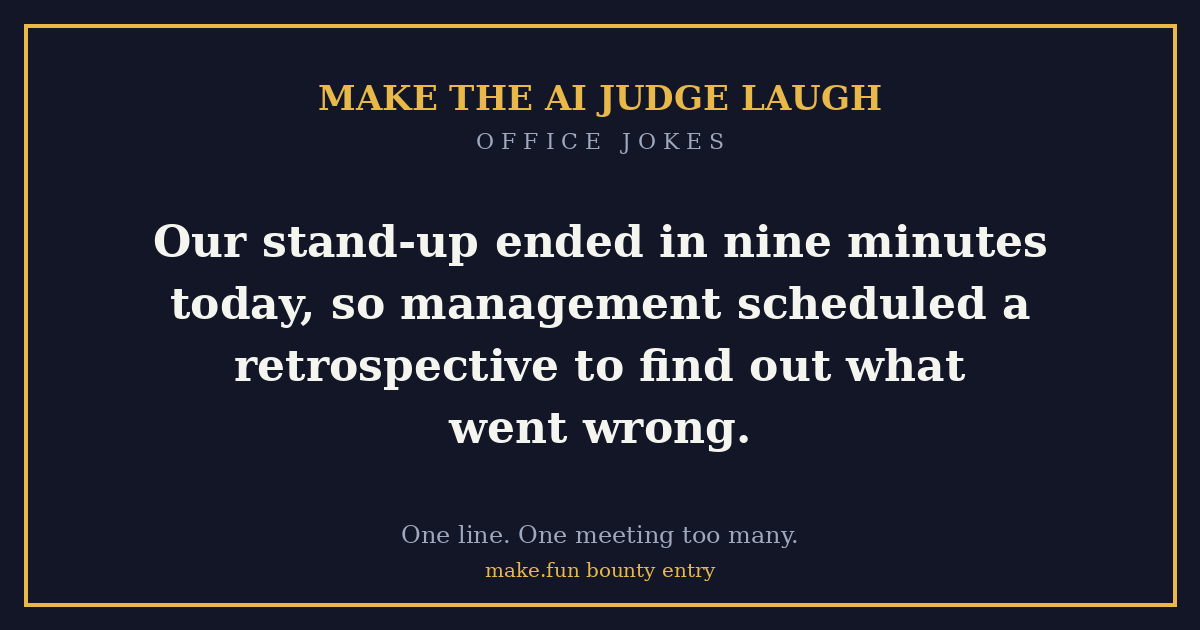 MAKE THE AI JUDGE LAUGH
OFFICE JOKES
Our stand-up ended in nine minutes
today, so management scheduled a
retrospective to find out what
went wrong.
One line. One meeting too many.
make.fun bounty entry